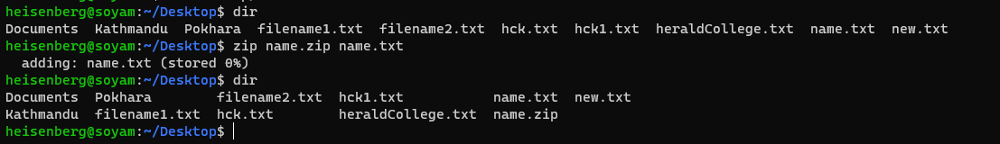 heisenberg@soyam:~/Desktop$ dir
Documents  Kathmandu  Pokhara  filename1.txt  filename2.txt  hck.txt  hck1.txt  heraldCollege.txt  name.txt  new.txt
heisenberg@soyam:~/Desktop$ zip name.zip name.txt
  adding: name.txt (stored 0%)
heisenberg@soyam:~/Desktop$ dir
Documents  Pokhara        filename2.txt  hck1.txt           name.txt  new.txt
Kathmandu  filename1.txt  hck.txt        heraldCollege.txt  name.zip
heisenberg@soyam:~/Desktop$